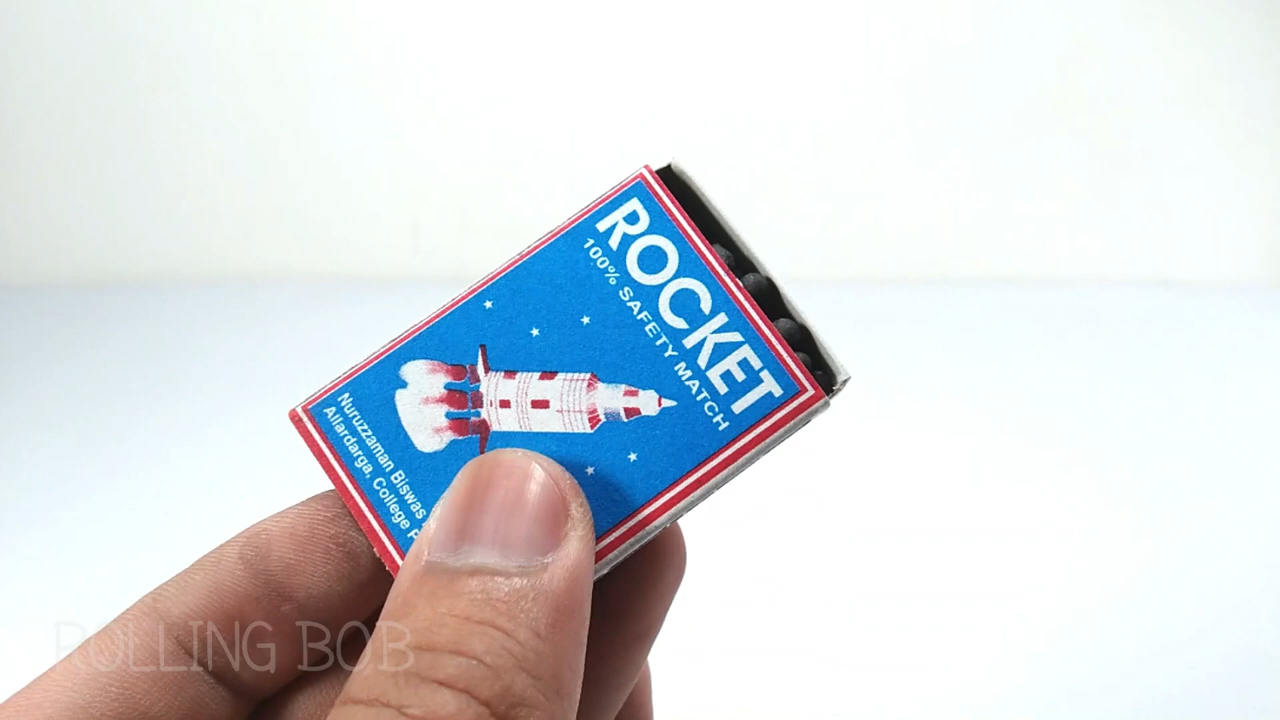 ROCKET
100% SAFETY MATCH
Nuruzzaman Biswas
Allardarga, College
ROLLING BOB